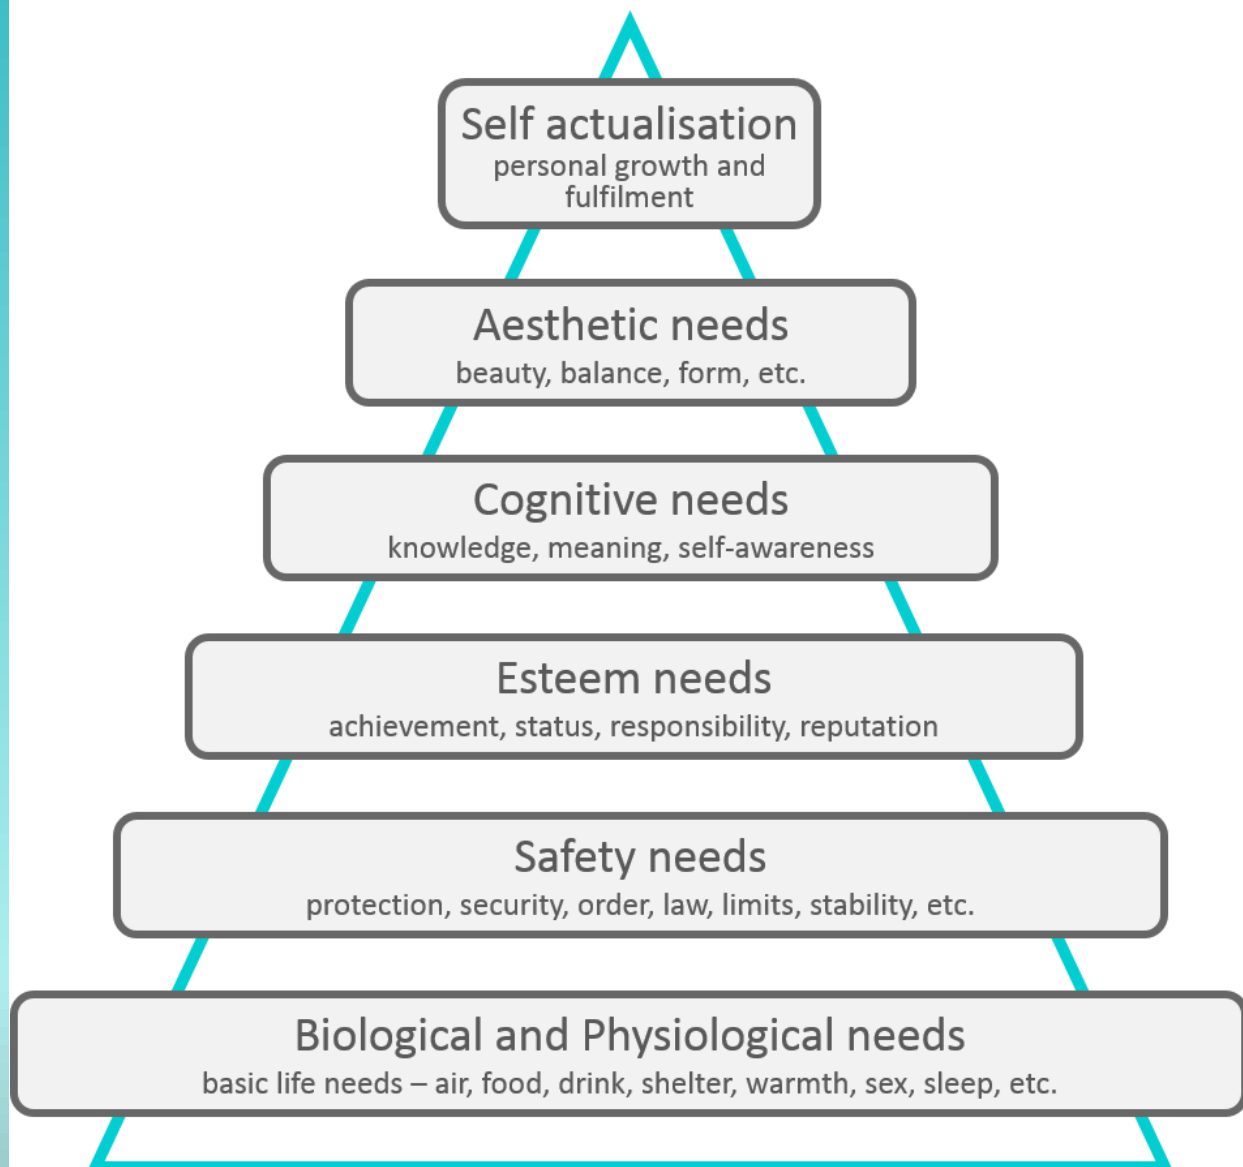 Self actualisation
personal growth and
fulfilment
Aesthetic needs
beauty, balance, form, etc.
Cognitive needs
knowledge, meaning, self-awareness
Esteem needs
achievement, status, responsibility, reputation
Safety needs
protection, security, order, law, limits, stability, etc.
Biological and Physiological needs
basic life needs – air, food, drink, shelter, warmth, sex, sleep, etc.